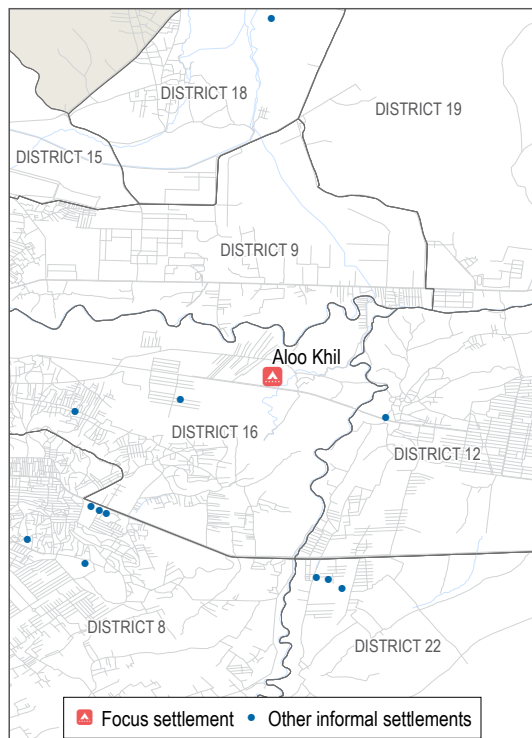 DISTRICT 18
DISTRICT 19
DISTRICT 15
DISTRICT 9
Aloo Khil
DISTRICT 16
DISTRICT 12
DISTRICT 8
DISTRICT 22
Focus settlement
Other informal settlements